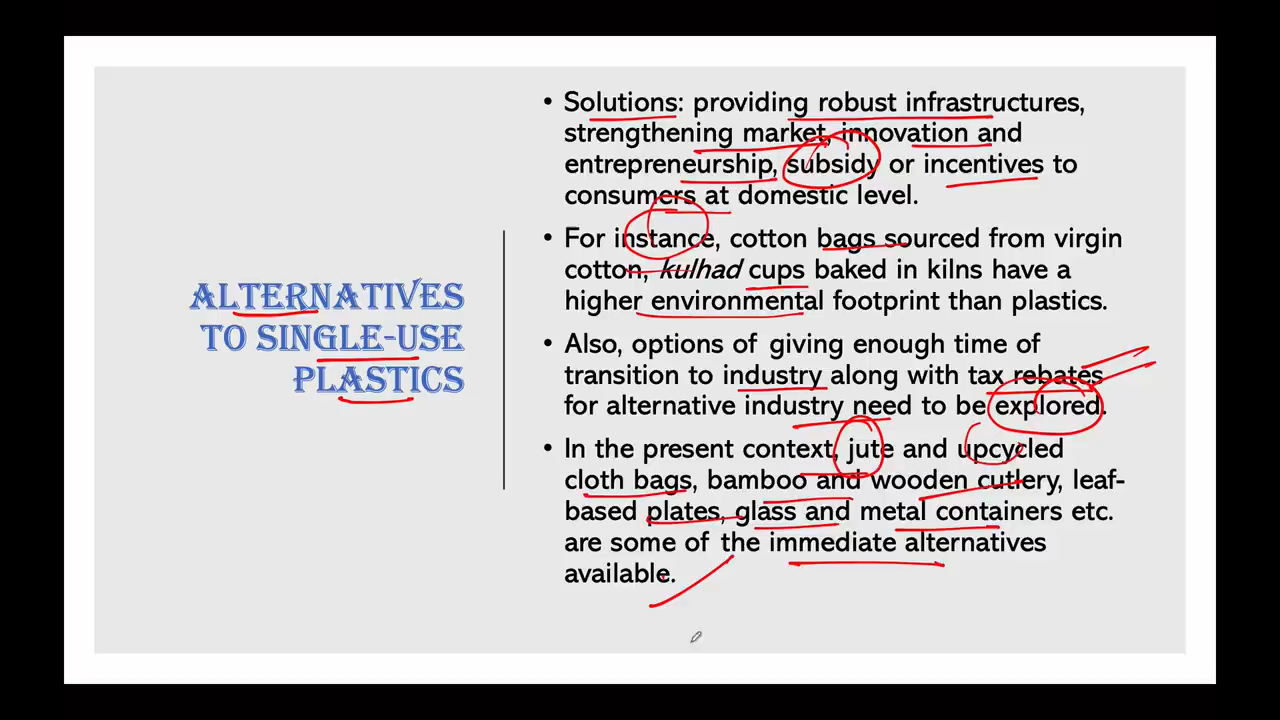 ALTERNATIVES
TO SINGLE-USE
PLASTICS
• Solutions: providing robust infrastructures,
strengthening market, innovation and
entrepreneurship, subsidy or incentives to
consumers at domestic level.
• For instance, cotton bags sourced from virgin
cotton, kulhad cups baked in kilns have a
higher environmental footprint than plastics.
• Also, options of giving enough time of
transition to industry along with tax rebates
for alternative industry need to be explored.
• In the present context, jute and upcycled
cloth bags, bamboo and wooden cutlery, leaf-
based plates, glass and metal containers etc.
are some of the immediate alternatives
available.